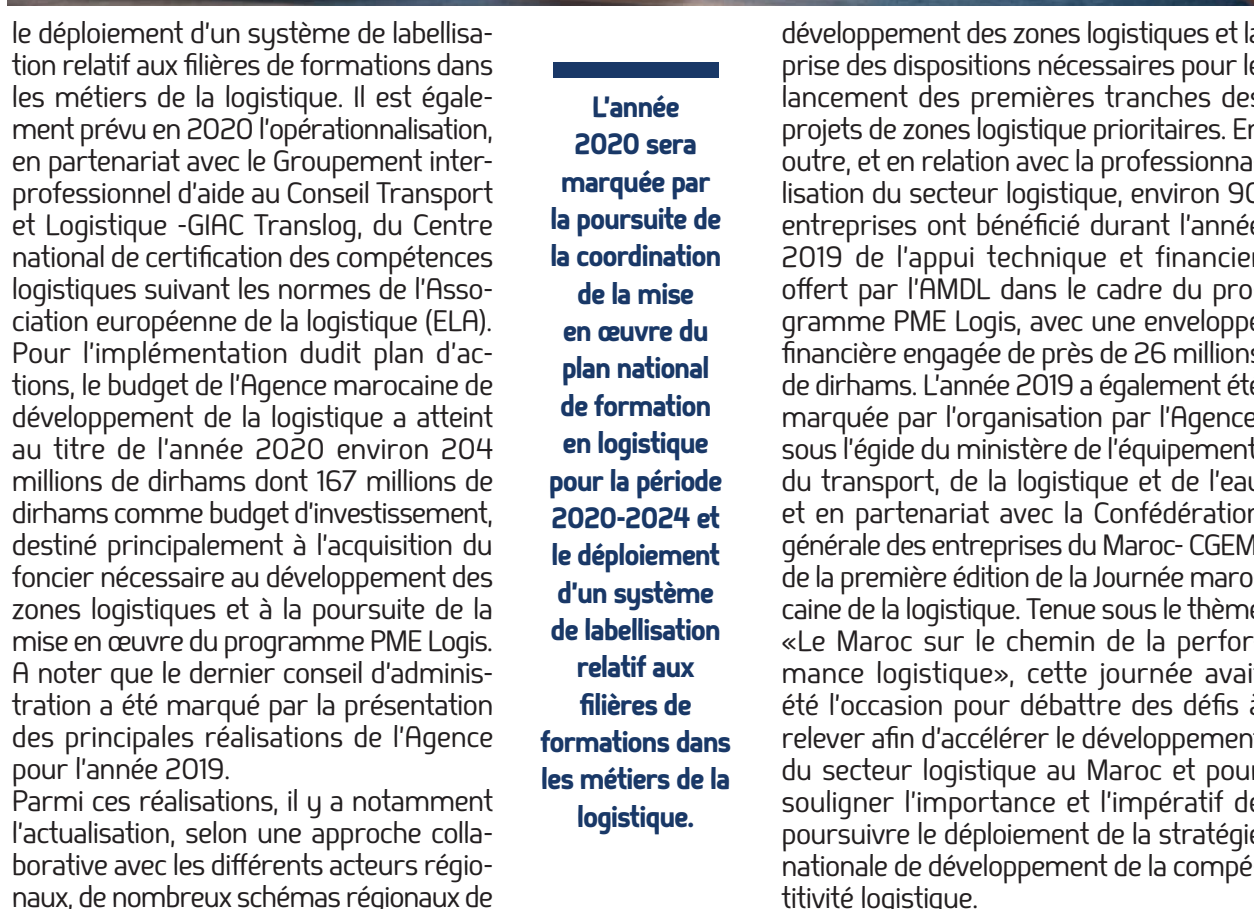 le déploiement d'un système de labellisa-
tion relatif aux filières de formations dans
les métiers de la logistique. Il est égale-
ment prévu en 2020 l'opérationnalisation,
en partenariat avec le Groupement inter-
professionnel d'aide au Conseil Transport
et Logistique -GIAC Translog, du Centre
national de certification des compétences
logistiques suivant les normes de l'Asso-
ciation européenne de la logistique (ELA).
Pour l'implémentation dudit plan d'ac-
tions, le budget de l'Agence marocaine de
développement de la logistique a atteint
au titre de l'année 2020 environ 204
millions de dirhams dont 167 millions de
dirhams comme budget d'investissement,
destiné principalement à l'acquisition du
foncier nécessaire au développement des
zones logistiques et à la poursuite de la
mise en œuvre du programme PME Logis.
A noter que le dernier conseil d'adminis-
tration a été marqué par la présentation
des principales réalisations de l'Agence
pour l'année 2019.
Parmi ces réalisations, il y a notamment
l'actualisation, selon une approche colla-
borative avec les différents acteurs régio-
naux, de nombreux schémas régionaux de
L'année
2020 sera
marquée par
la poursuite de
la coordination
de la mise
en œuvre du
plan national
de formation
en logistique
pour la période
2020-2024 et
le déploiement
d'un système
de labellisation
relatif aux
filières de
formations dans
les métiers de la
logistique.
développement des zones logistiques et la
prise des dispositions nécessaires pour le
lancement des premières tranches des
projets de zones logistique prioritaires. En
outre, et en relation avec la professionna-
lisation du secteur logistique, environ 90
entreprises ont bénéficié durant l'année
2019 de l'appui technique et financier
offert par l'AMDL dans le cadre du pro-
gramme PME Logis, avec une enveloppe
financière engagée de près de 26 millions
de dirhams. L'année 2019 a également été
marquée par l'organisation par l'Agence,
sous l'égide du ministère de l'équipement,
du transport, de la logistique et de l'eau
et en partenariat avec la Confédération
générale des entreprises du Maroc- CGEM,
de la première édition de la Journée maro-
caine de la logistique. Tenue sous le thème
«Le Maroc sur le chemin de la perfor-
mance logistique», cette journée avait
été l'occasion pour débattre des défis à
relever afin d'accélérer le développement
du secteur logistique au Maroc et pour
souligner l'importance et l'impératif de
poursuivre le déploiement de la stratégie
nationale de développement de la compé-
titivité logistique.